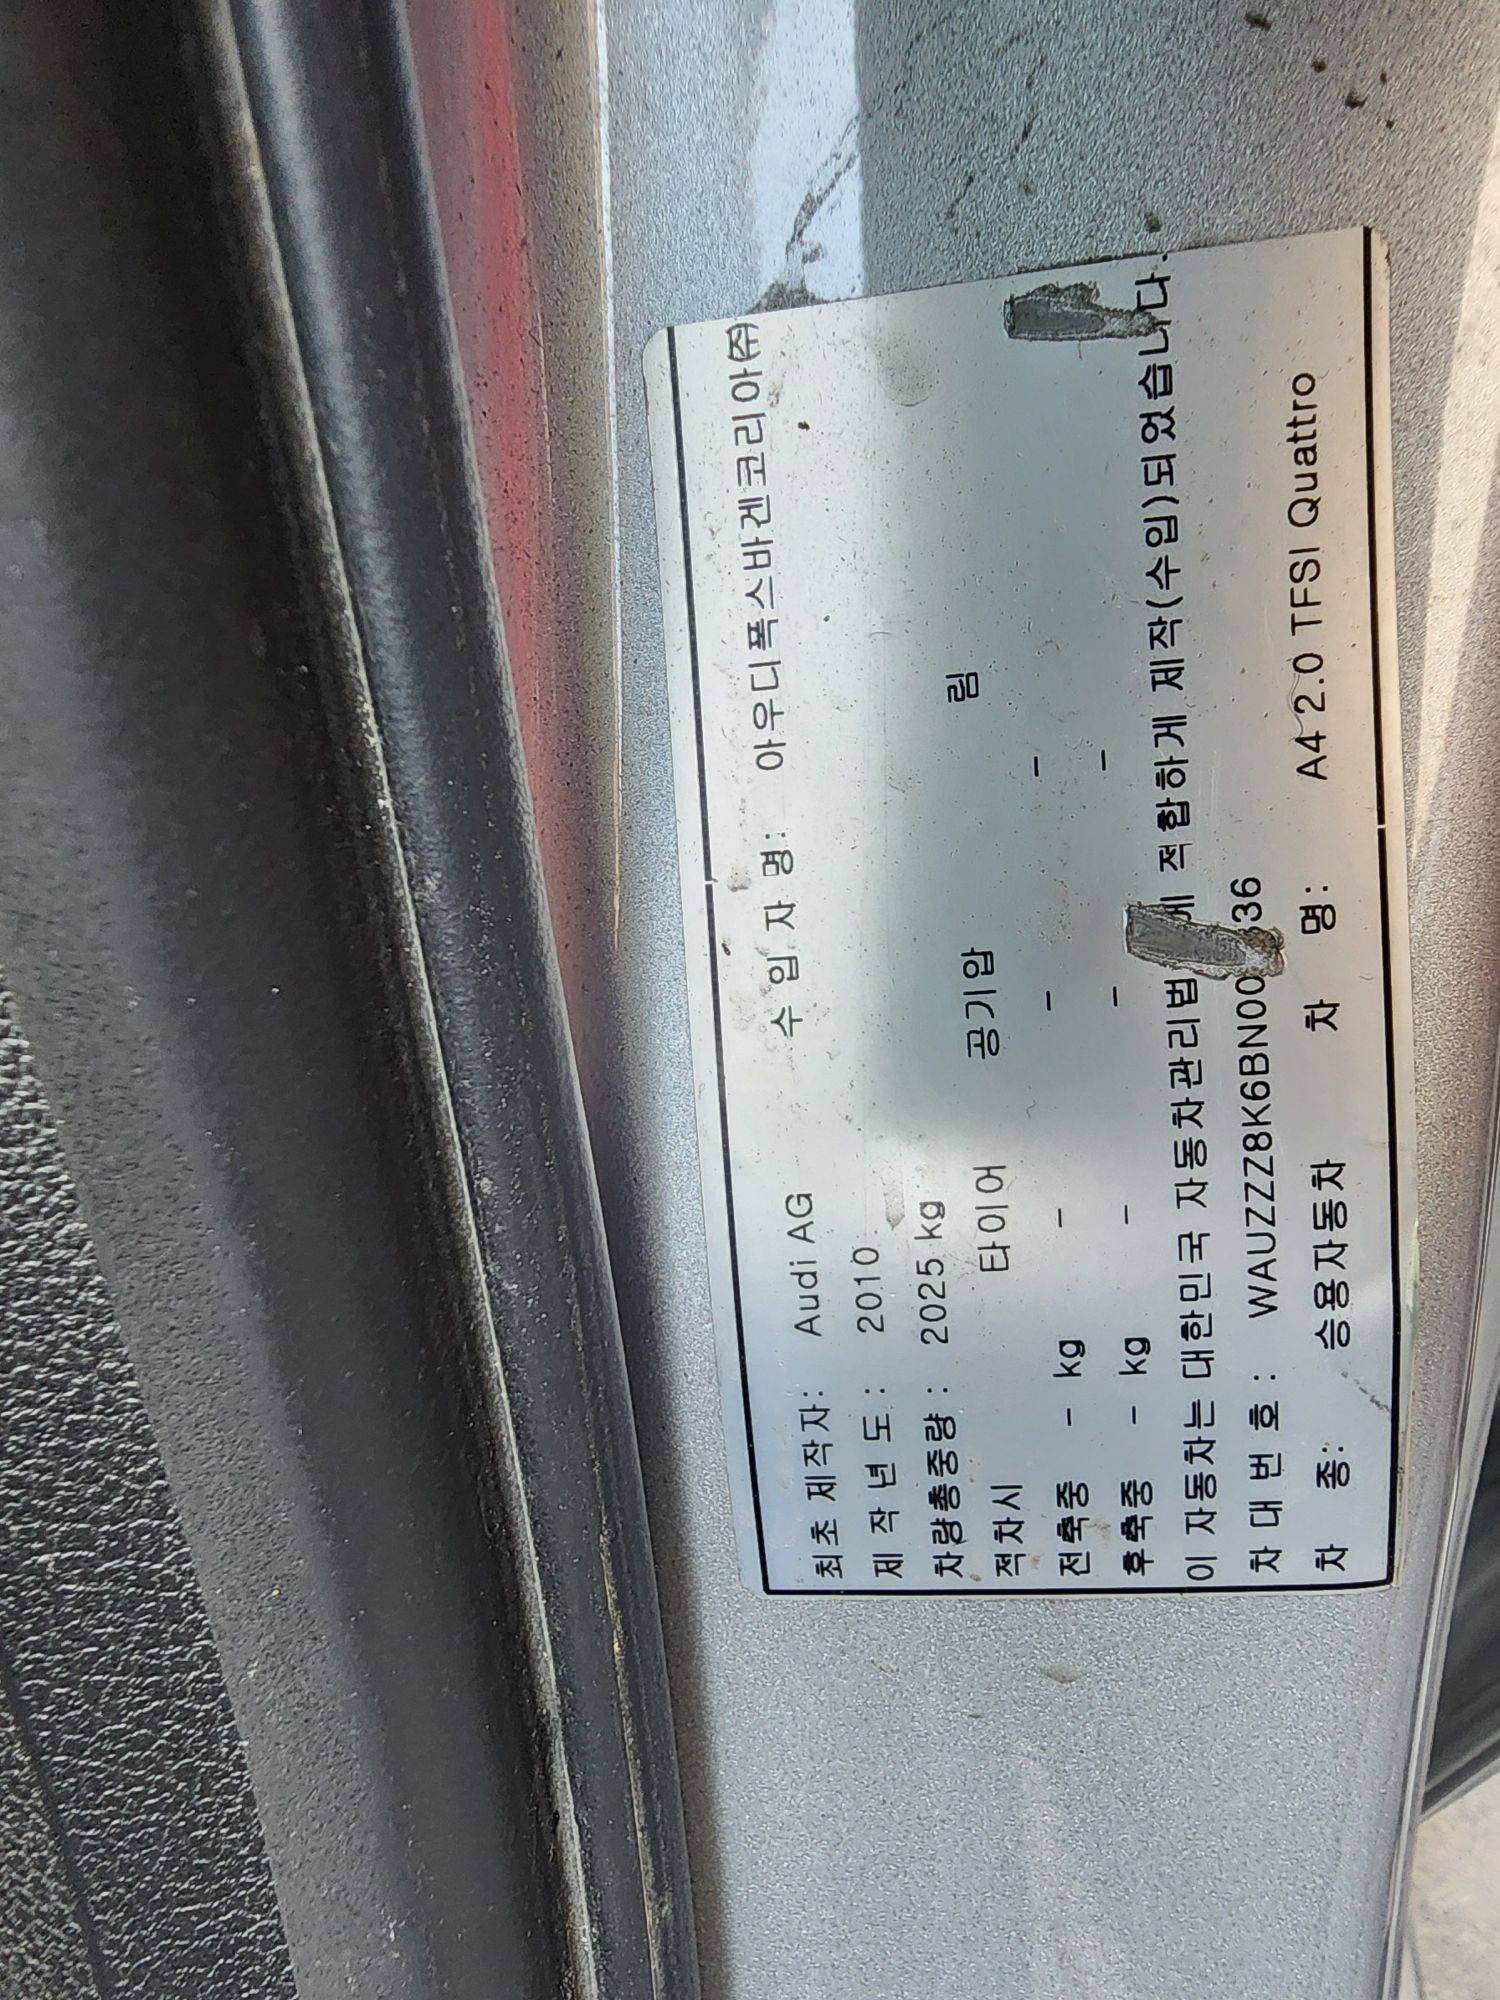 최초 제작자: Audi AG 수 입 자 명: 아우디폭스바겐코리아㈜
제 작 년 도 : 2010
차량총중량 : 2025 kg
적차시 타이어 공기압 림
전축중 - kg - - -
후축중 - kg - - -
이 자동차는 대한민국 자동차관리법에 적합하게 제작(수입)되었습니다.
차 대 번 호 :
차 종: 승용자동차 차 명: A4 2.0 TFSI Quattro